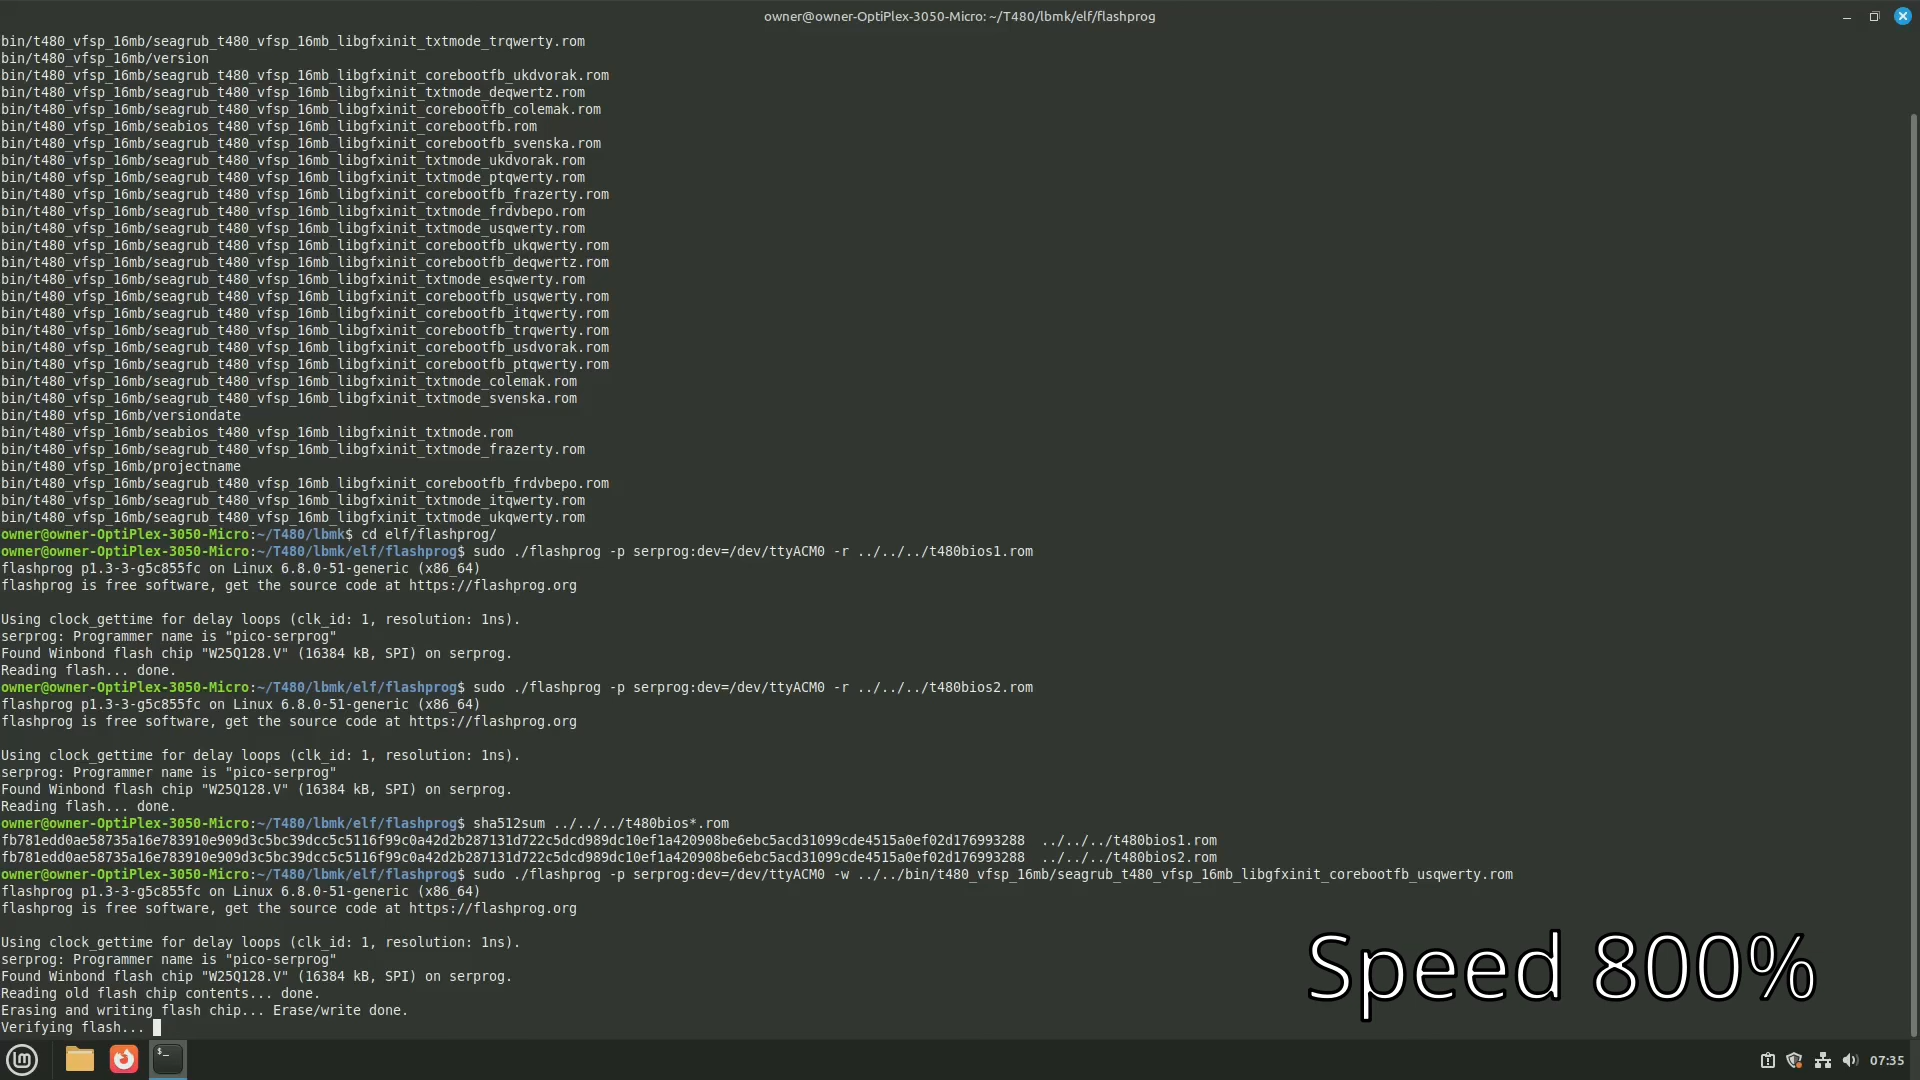 owner@owner-OptiPlex-3050-Micro: ~/T480/lbmk/elf/flashprog
bin/t480_vfsp_16mb/seagrub_t480_vfsp_16mb_libgfxinit_txtmode_trqwerty.rom
bin/t480_vfsp_16mb/version
bin/t480_vfsp_16mb/seagrub_t480_vfsp_16mb_libgfxinit_corebootfb_ukdvorak.rom
bin/t480_vfsp_16mb/seagrub_t480_vfsp_16mb_libgfxinit_txtmode_deqwertz.rom
bin/t480_vfsp_16mb/seagrub_t480_vfsp_16mb_libgfxinit_corebootfb_colemak.rom
bin/t480_vfsp_16mb/seabios_t480_vfsp_16mb_libgfxinit_corebootfb.rom
bin/t480_vfsp_16mb/seagrub_t480_vfsp_16mb_libgfxinit_corebootfb_svenska.rom
bin/t480_vfsp_16mb/seagrub_t480_vfsp_16mb_libgfxinit_txtmode_ukdvorak.rom
bin/t480_vfsp_16mb/seagrub_t480_vfsp_16mb_libgfxinit_txtmode_ptqwerty.rom
bin/t480_vfsp_16mb/seagrub_t480_vfsp_16mb_libgfxinit_corebootfb_frazerty.rom
bin/t480_vfsp_16mb/seagrub_t480_vfsp_16mb_libgfxinit_txtmode_frdvbepo.rom
bin/t480_vfsp_16mb/seagrub_t480_vfsp_16mb_libgfxinit_txtmode_usqwerty.rom
bin/t480_vfsp_16mb/seagrub_t480_vfsp_16mb_libgfxinit_corebootfb_ukqwerty.rom
bin/t480_vfsp_16mb/seagrub_t480_vfsp_16mb_libgfxinit_corebootfb_deqwertz.rom
bin/t480_vfsp_16mb/seagrub_t480_vfsp_16mb_libgfxinit_txtmode_esqwerty.rom
bin/t480_vfsp_16mb/seagrub_t480_vfsp_16mb_libgfxinit_corebootfb_usqwerty.rom
bin/t480_vfsp_16mb/seagrub_t480_vfsp_16mb_libgfxinit_corebootfb_itqwerty.rom
bin/t480_vfsp_16mb/seagrub_t480_vfsp_16mb_libgfxinit_corebootfb_trqwerty.rom
bin/t480_vfsp_16mb/seagrub_t480_vfsp_16mb_libgfxinit_corebootfb_usdvorak.rom
bin/t480_vfsp_16mb/seagrub_t480_vfsp_16mb_libgfxinit_corebootfb_ptqwerty.rom
bin/t480_vfsp_16mb/seagrub_t480_vfsp_16mb_libgfxinit_txtmode_colemak.rom
bin/t480_vfsp_16mb/seagrub_t480_vfsp_16mb_libgfxinit_txtmode_svenska.rom
bin/t480_vfsp_16mb/versiondate
bin/t480_vfsp_16mb/seabios_t480_vfsp_16mb_libgfxinit_txtmode.rom
bin/t480_vfsp_16mb/seagrub_t480_vfsp_16mb_libgfxinit_txtmode_frazerty.rom
bin/t480_vfsp_16mb/projectname
bin/t480_vfsp_16mb/seagrub_t480_vfsp_16mb_libgfxinit_corebootfb_frdvbepo.rom
bin/t480_vfsp_16mb/seagrub_t480_vfsp_16mb_libgfxinit_txtmode_itqwerty.rom
bin/t480_vfsp_16mb/seagrub_t480_vfsp_16mb_libgfxinit_txtmode_ukqwerty.rom
owner@owner-OptiPlex-3050-Micro:~/T480/lbmk$ cd elf/flashprog/
owner@owner-OptiPlex-3050-Micro:~/T480/lbmk/elf/flashprog$ sudo ./flashprog -p serprog:dev=/dev/ttyACM0 -r ../../../t480bios1.rom
flashprog p1.3-3-g5c855fc on Linux 6.8.0-51-generic (x86_64)
flashprog is free software, get the source code at https://flashprog.org

Using clock_gettime for delay loops (clk_id: 1, resolution: 1ns).
serprog: Programmer name is "pico-serprog"
Found Winbond flash chip "W25Q128.V" (16384 kB, SPI) on serprog.
Reading flash... done.
owner@owner-OptiPlex-3050-Micro:~/T480/lbmk/elf/flashprog$ sudo ./flashprog -p serprog:dev=/dev/ttyACM0 -r ../../../t480bios2.rom
flashprog p1.3-3-g5c855fc on Linux 6.8.0-51-generic (x86_64)
flashprog is free software, get the source code at https://flashprog.org

Using clock_gettime for delay loops (clk_id: 1, resolution: 1ns).
serprog: Programmer name is "pico-serprog"
Found Winbond flash chip "W25Q128.V" (16384 kB, SPI) on serprog.
Reading flash... done.
owner@owner-OptiPlex-3050-Micro:~/T480/lbmk/elf/flashprog$ sha512sum ../../../t480bios*.rom
fb781edd0ae58735a16e783910e909d3c5bc39dcc5c5116f99c0a42d2b287131d722c5dcd989dc10ef1a420908be6ebc5acd31099cde4515a0ef02d176993288  ../../../t480bios1.rom
fb781edd0ae58735a16e783910e909d3c5bc39dcc5c5116f99c0a42d2b287131d722c5dcd989dc10ef1a420908be6ebc5acd31099cde4515a0ef02d176993288  ../../../t480bios2.rom
owner@owner-OptiPlex-3050-Micro:~/T480/lbmk/elf/flashprog$ sudo ./flashprog -p serprog:dev=/dev/ttyACM0 -w ../../bin/t480_vfsp_16mb/seagrub_t480_vfsp_16mb_libgfxinit_corebootfb_usqwerty.rom
flashprog p1.3-3-g5c855fc on Linux 6.8.0-51-generic (x86_64)
flashprog is free software, get the source code at https://flashprog.org

Using clock_gettime for delay loops (clk_id: 1, resolution: 1ns).
serprog: Programmer name is "pico-serprog"
Found Winbond flash chip "W25Q128.V" (16384 kB, SPI) on serprog.
Reading old flash chip contents... done.
Erasing and writing flash chip... Erase/write done.
Verifying flash...
Speed 800%
07:35